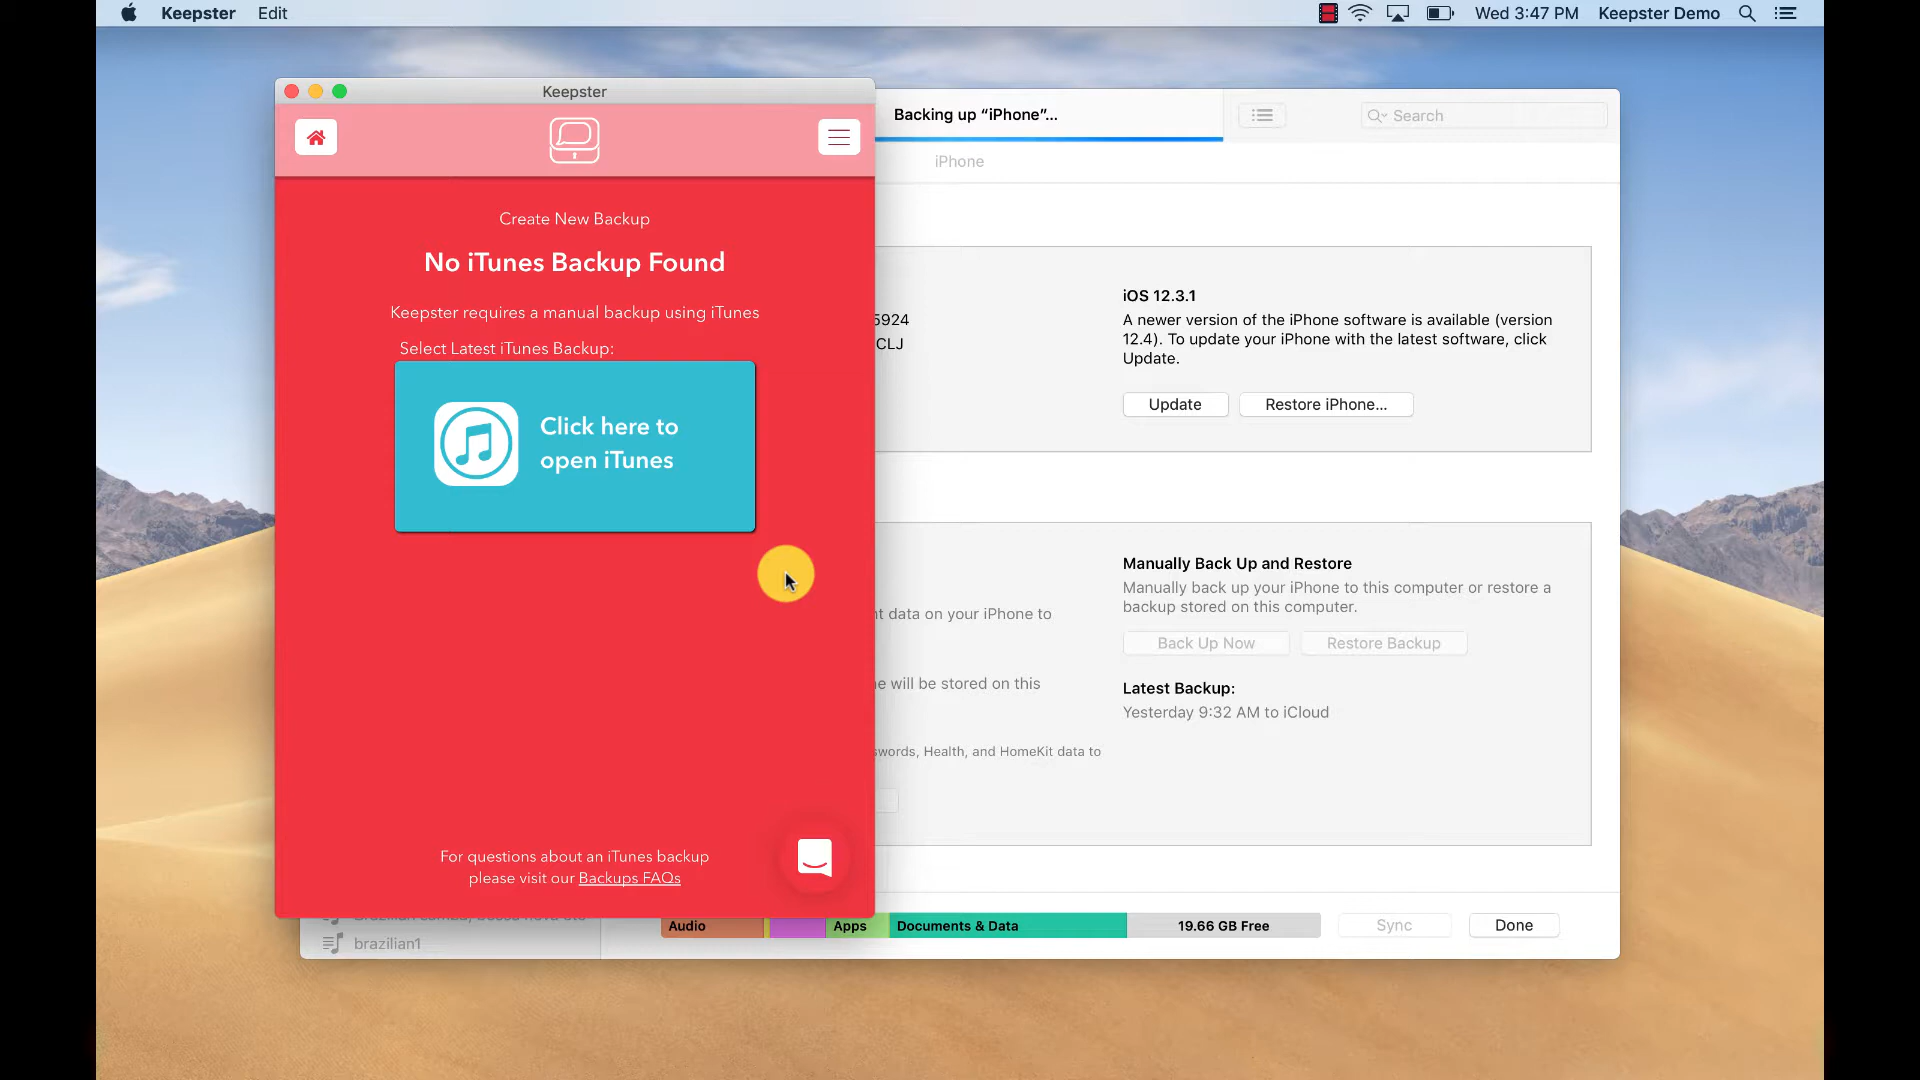 Keepster Edit
Wed 3:47 PM Keepster Demo
Keepster
Create New Backup
No iTunes Backup Found
Keepster requires a manual backup using iTunes
Select Latest iTunes Backup:
Click here to
open iTunes
For questions about an iTunes backup
please visit our Backups FAQs
Backing up “iPhone”...
Search
iPhone
5924
CLJ
iOS 12.3.1
A newer version of the iPhone software is available (version
12.4). To update your iPhone with the latest software, click
Update.
Update Restore iPhone...
data on your iPhone to
will be stored on this
swords, Health, and HomeKit data to
Manually Back Up and Restore
Manually back up your iPhone to this computer or restore a
backup stored on this computer.
Back Up Now Restore Backup
Latest Backup:
Yesterday 9:32 AM to iCloud
brazilian1
Audio Apps Documents & Data 19.66 GB Free Sync Done